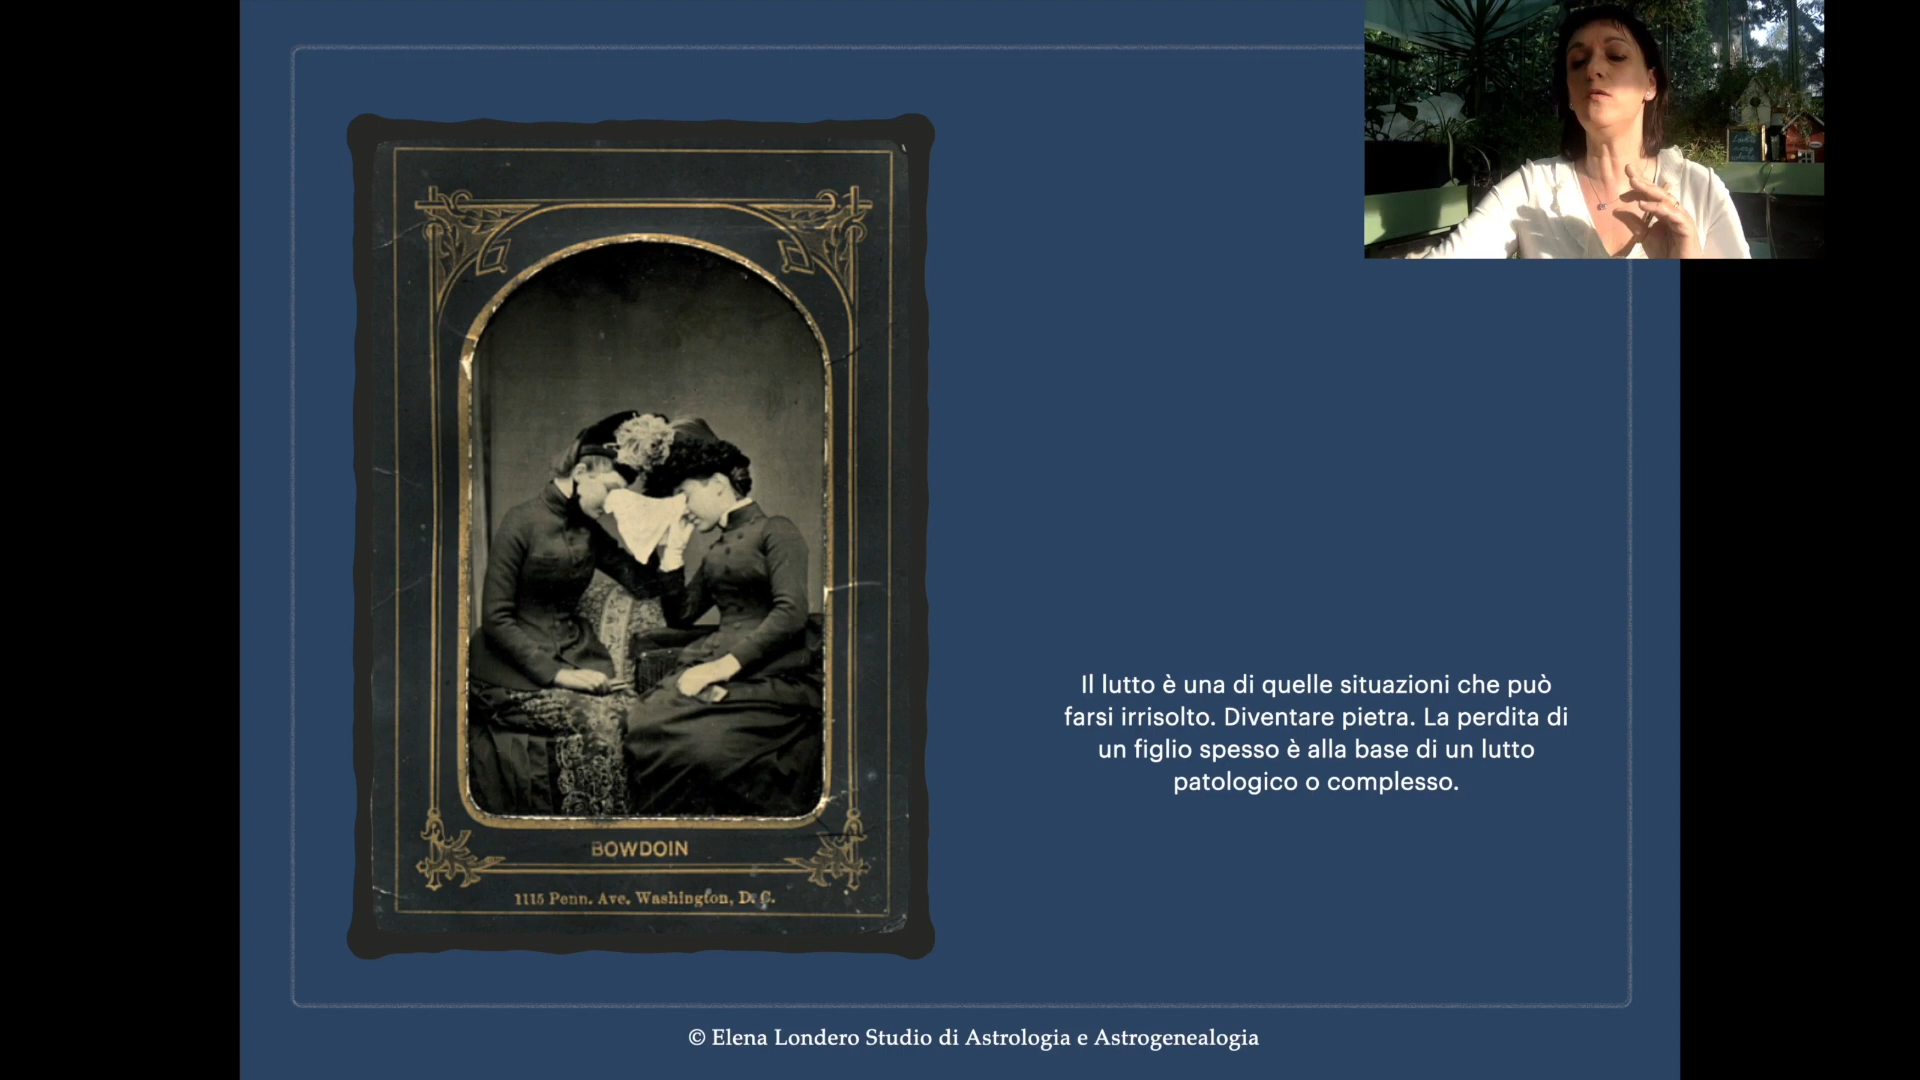 BOWDOIN
1115 Penn. Ave. Washington, D. C.
Il lutto è una di quelle situazioni che può
farsi irrisolto. Diventare pietra. La perdita di
un figlio spesso è alla base di un lutto
patologico o complesso.
© Elena Londero Studio di Astrologia e Astrogenealogia